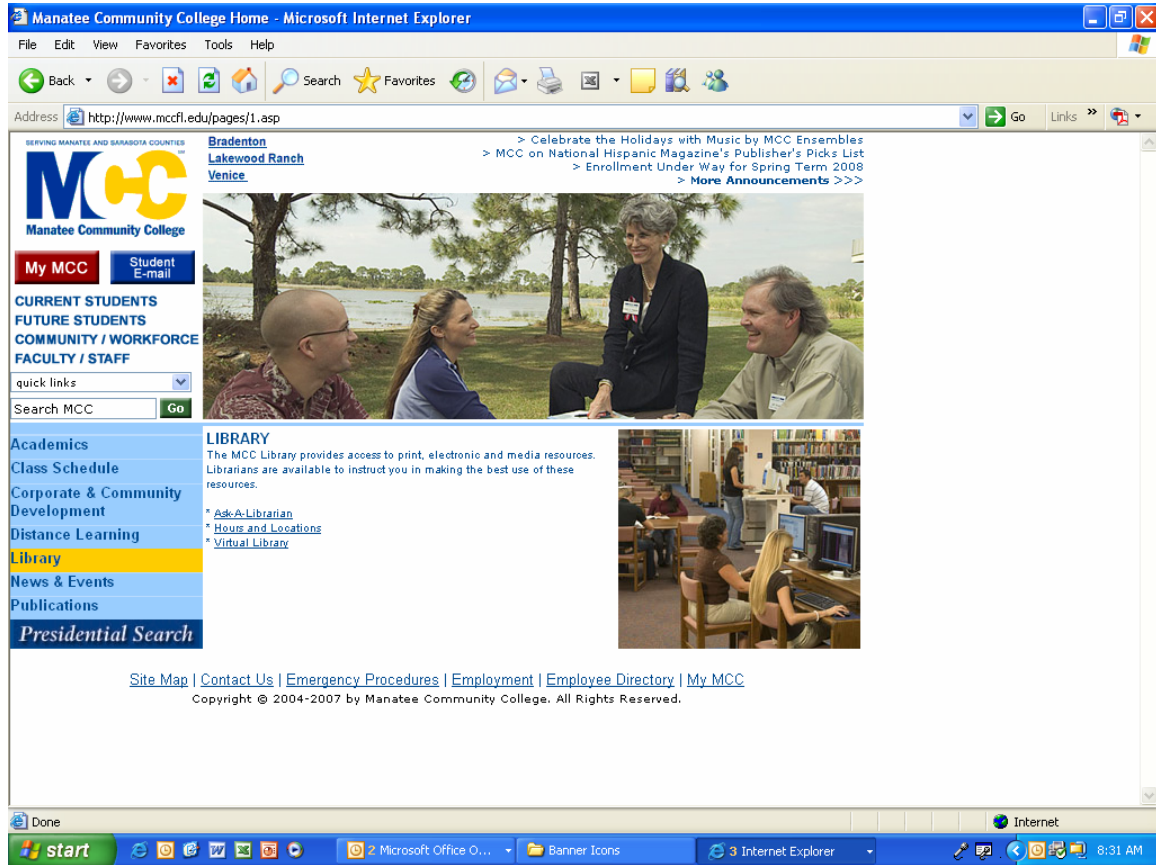 Manatee Community College Home - Microsoft Internet Explorer
File Edit View Favorites Tools Help
Back Search Favorites
Address http://www.mccfl.edu/pages/1.asp Go Links »
SERVING MANATEE AND SARASOTA COUNTIES
MCC
Manatee Community College
Bradenton
Lakewood Ranch
Venice
> Celebrate the Holidays with Music by MCC Ensembles
> MCC on National Hispanic Magazine's Publisher's Picks List
> Enrollment Under Way for Spring Term 2008
> More Announcements >>>
My MCC
Student
E-mail
CURRENT STUDENTS
FUTURE STUDENTS
COMMUNITY / WORKFORCE
FACULTY / STAFF
quick links
Search MCC Go
Academics
Class Schedule
Corporate & Community
Development
Distance Learning
Library
News & Events
Publications
Presidential Search
LIBRARY
The MCC Library provides access to print, electronic and media resources.
Librarians are available to instruct you in making the best use of these
resources.
* Ask-A-Librarian
* Hours and Locations
* Virtual Library
Site Map | Contact Us | Emergency Procedures | Employment | Employee Directory | My MCC
Copyright © 2004-2007 by Manatee Community College. All Rights Reserved.
Done Internet
start 2 Microsoft Office O... Banner Icons 3 Internet Explorer 8:31 AM